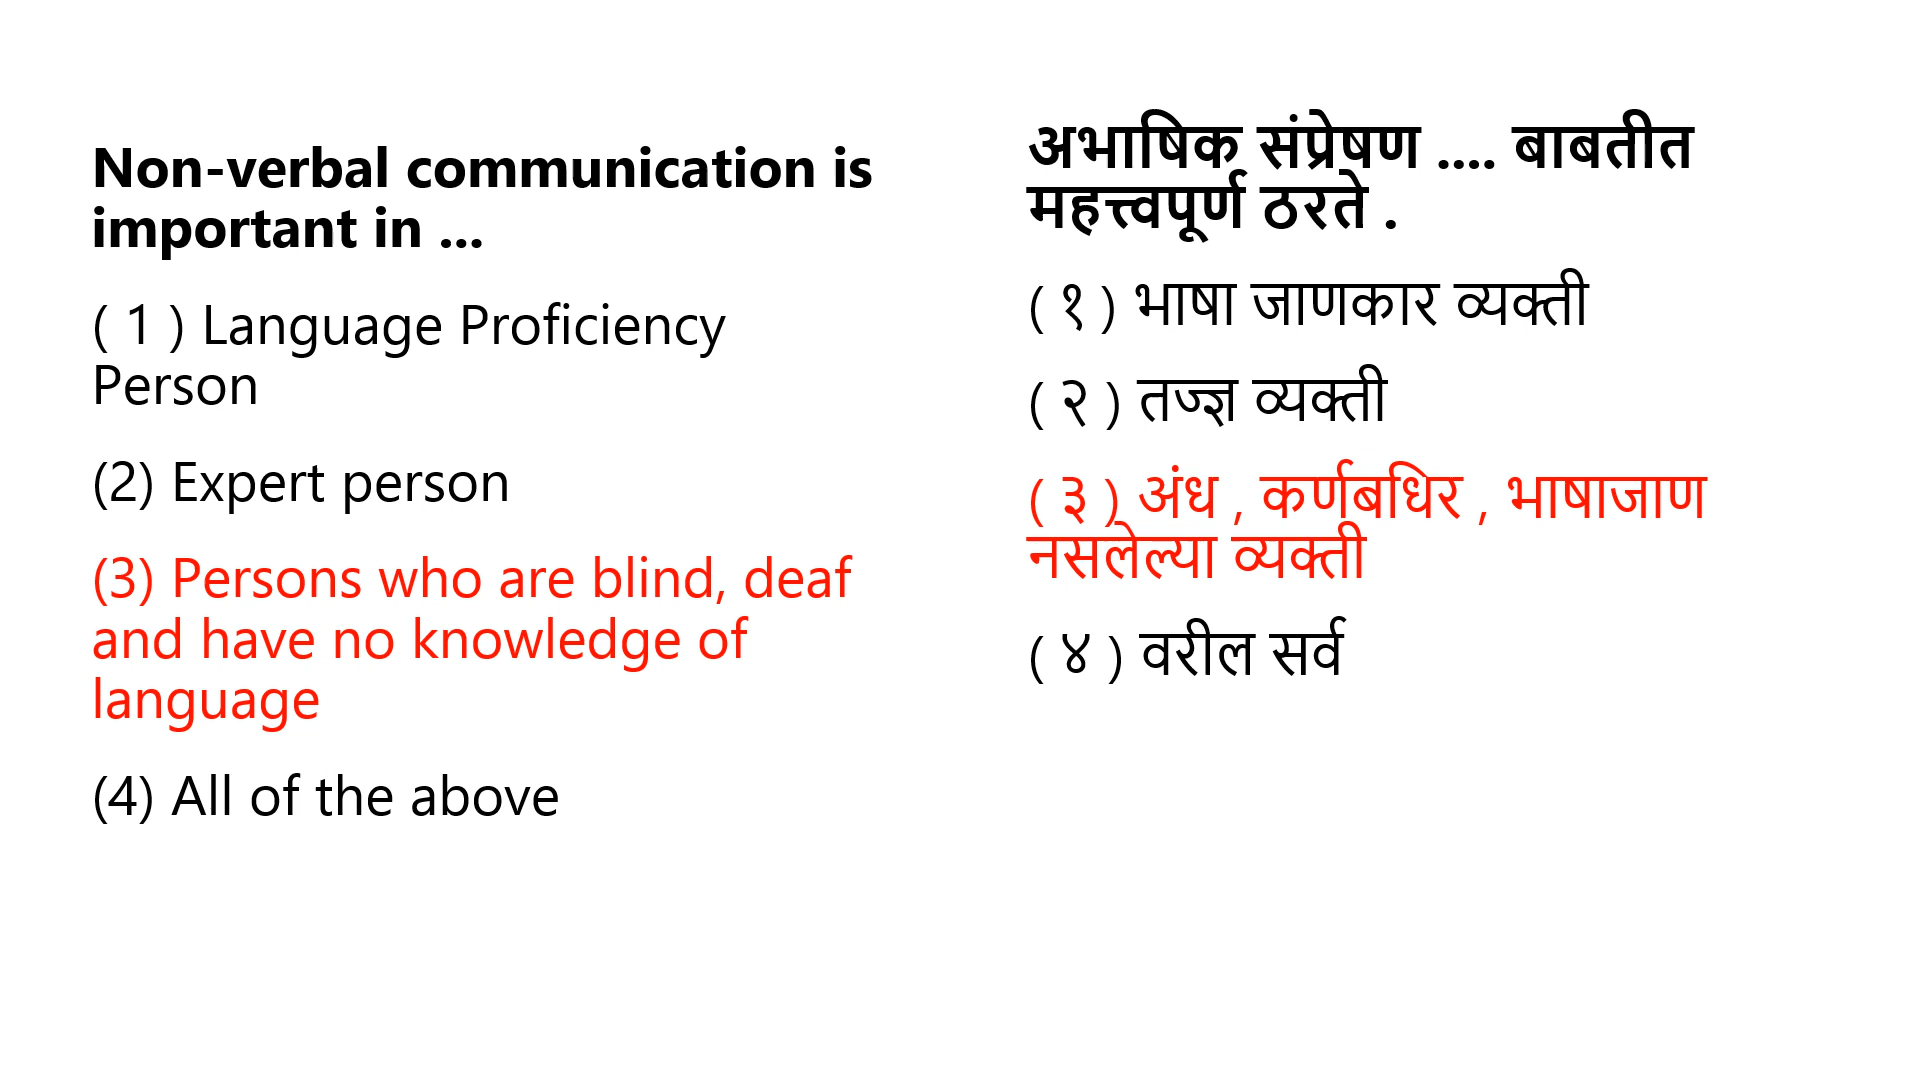 Non-verbal communication is
important in ...
( 1 ) Language Proficiency
Person
(2) Expert person
(3) Persons who are blind, deaf
and have no knowledge of
language
(4) All of the above
अभाषिक संप्रेषण .... बाबतीत
महत्त्वपूर्ण ठरते .
( १ ) भाषा जाणकार व्यक्ती
( २ ) तज्ज्ञ व्यक्ती
( ३ ) अंध , कर्णबधिर , भाषाजाण
नसलेल्या व्यक्ती
( ४ ) वरील सर्व